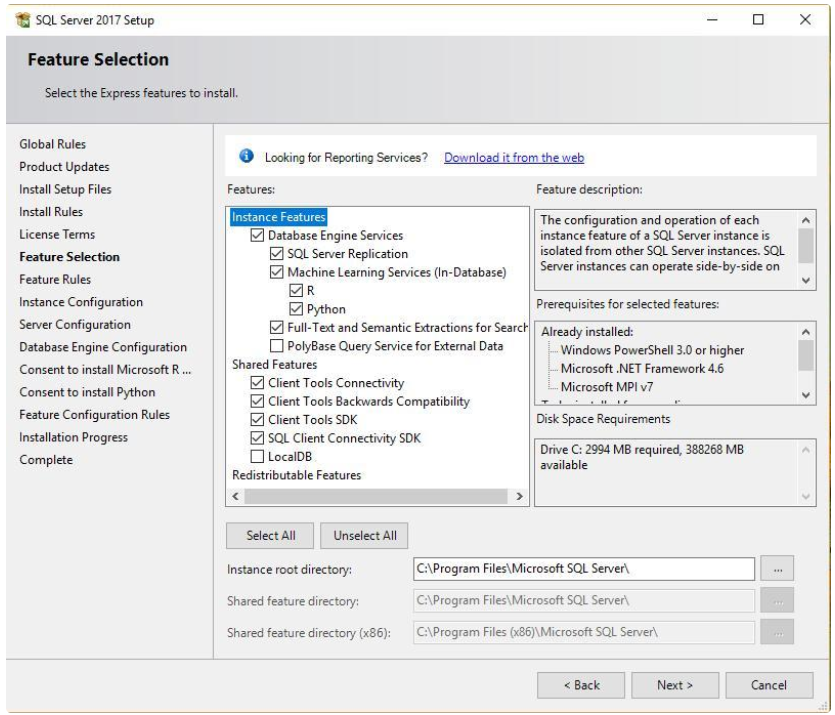 SQL Server 2017 Setup
Feature Selection
Select the Express features to install.
Global Rules
Product Updates
Install Setup Files
Install Rules
License Terms
Feature Selection
Feature Rules
Instance Configuration
Server Configuration
Database Engine Configuration
Consent to install Microsoft R ...
Consent to install Python
Feature Configuration Rules
Installation Progress
Complete
Looking for Reporting Services? Download it from the web
Features:
Instance Features
Database Engine Services
SQL Server Replication
Machine Learning Services (In-Database)
R
Python
Full-Text and Semantic Extractions for Search
PolyBase Query Service for External Data
Shared Features
Client Tools Connectivity
Client Tools Backwards Compatibility
Client Tools SDK
SQL Client Connectivity SDK
LocalDB
Redistributable Features
Feature description:
The configuration and operation of each
instance feature of a SQL Server instance is
isolated from other SQL Server instances. SQL
Server instances can operate side-by-side on
Prerequisites for selected features:
Already installed:
Windows PowerShell 3.0 or higher
Microsoft .NET Framework 4.6
Microsoft MPI v7
Disk Space Requirements
Drive C: 2994 MB required, 388268 MB
available
Select All
Unselect All
Instance root directory:
C:\Program Files\Microsoft SQL Server\
...
Shared feature directory:
C:\Program Files\Microsoft SQL Server\
...
Shared feature directory (x86):
C:\Program Files (x86)\Microsoft SQL Server\
...
< Back
Next >
Cancel